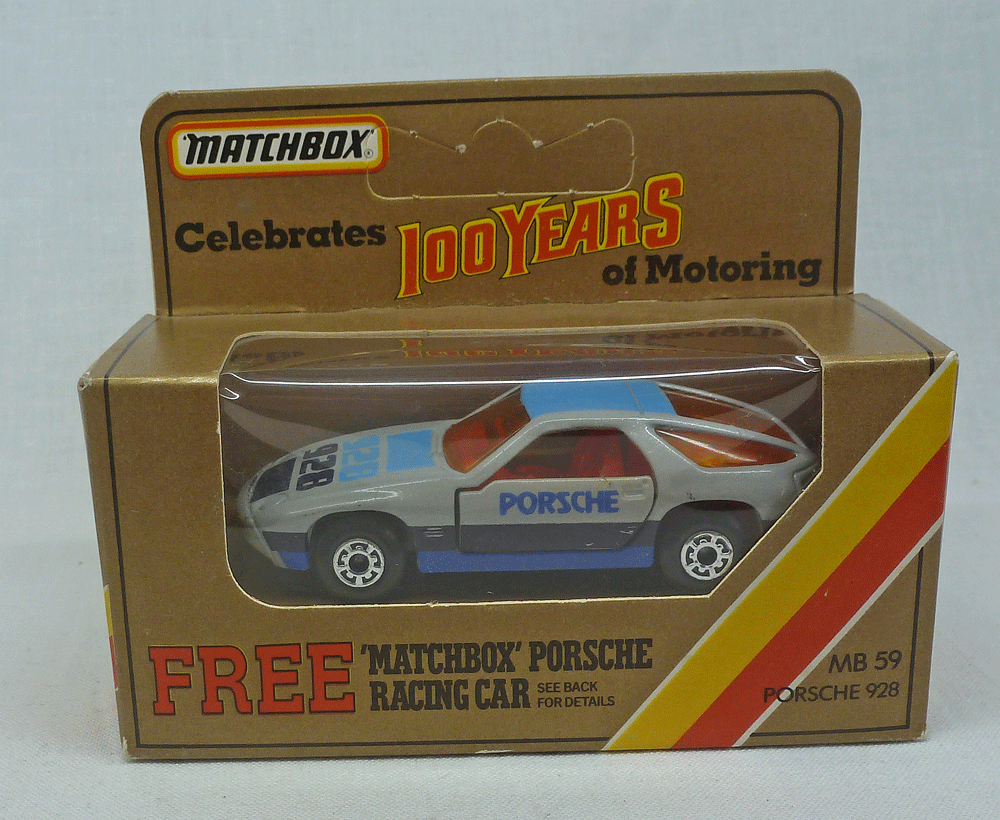 'MATCHBOX'®
Celebrates 100 YEARS of Motoring
928
928
PORSCHE
FREE 'MATCHBOX' PORSCHE
RACING CAR SEE BACK
FOR DETAILS
MB 59
PORSCHE 928